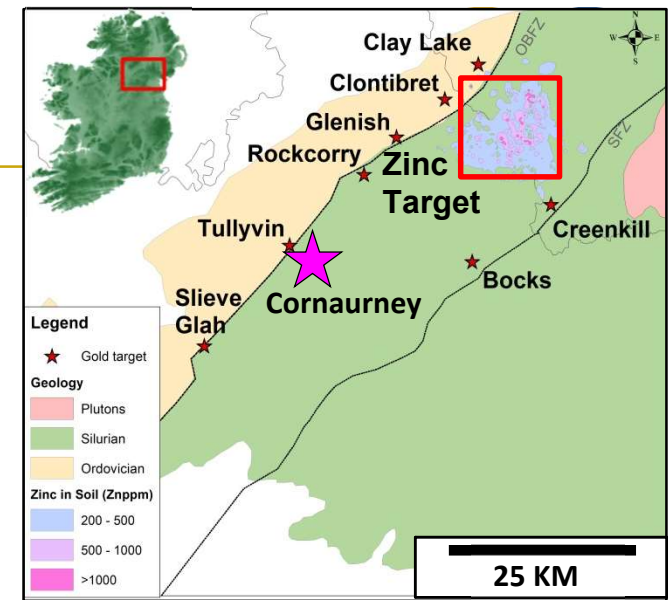 Clay Lake
OBFZ
N
W
E
S
Clontibret
Glenish
SFZ
Rockcorry
Zinc
Target
Creenkill
Tullyvin
Bocks
Cornaurney
Slieve
Glah
Legend
Gold target
Geology
Plutons
Silurian
Ordovician
Zinc in Soil (Znppm)
200 - 500
500 - 1000
>1000
25 KM